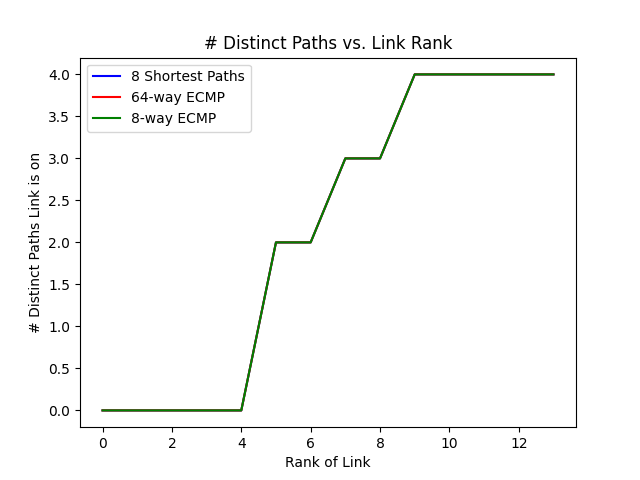 # Distinct Paths vs. Link Rank
8 Shortest Paths
64-way ECMP
8-way ECMP
# Distinct Paths Link is on
4.0
3.5
3.0
2.5
2.0
1.5
1.0
0.5
0.0
0 2 4 6 8 10 12
Rank of Link